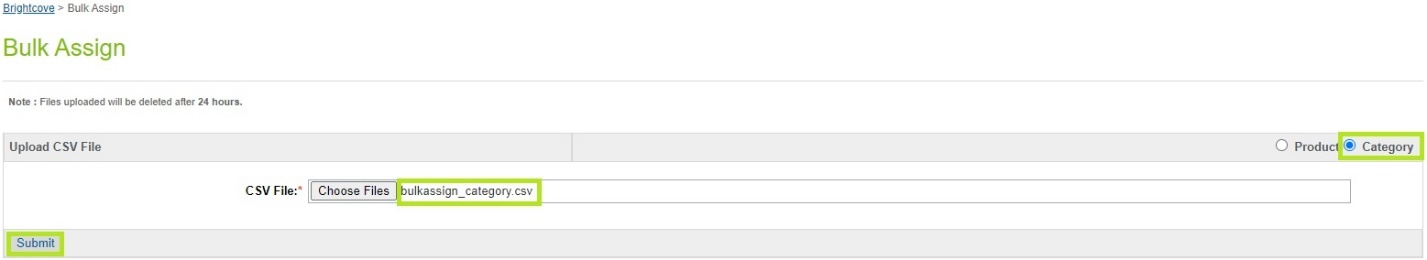 Brightcove > Bulk Assign
Bulk Assign
Note : Files uploaded will be deleted after 24 hours.
Upload CSV File Product Category
CSV File:* Choose Files bulkassign_category.csv
Submit